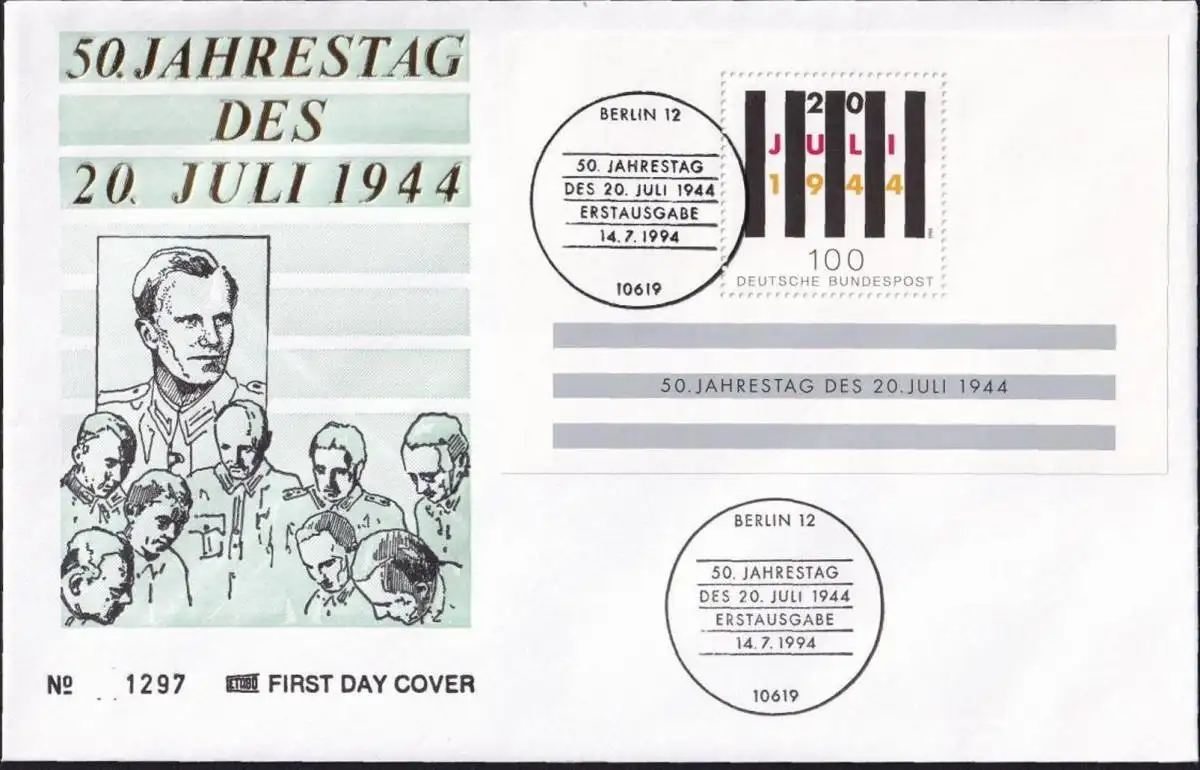 50. JAHRESTAG
DES
20. JULI 1944
No 1297 ETABO FIRST DAY COVER
BERLIN 12
50. JAHRESTAG
DES 20. JULI 1944
ERSTAUSGABE
14.7.1994
10619
20
JULI
1944
100
DEUTSCHE BUNDESPOST
50. JAHRESTAG DES 20. JULI 1944
BERLIN 12
50. JAHRESTAG
DES 20. JULI 1944
ERSTAUSGABE
14.7.1994
10619